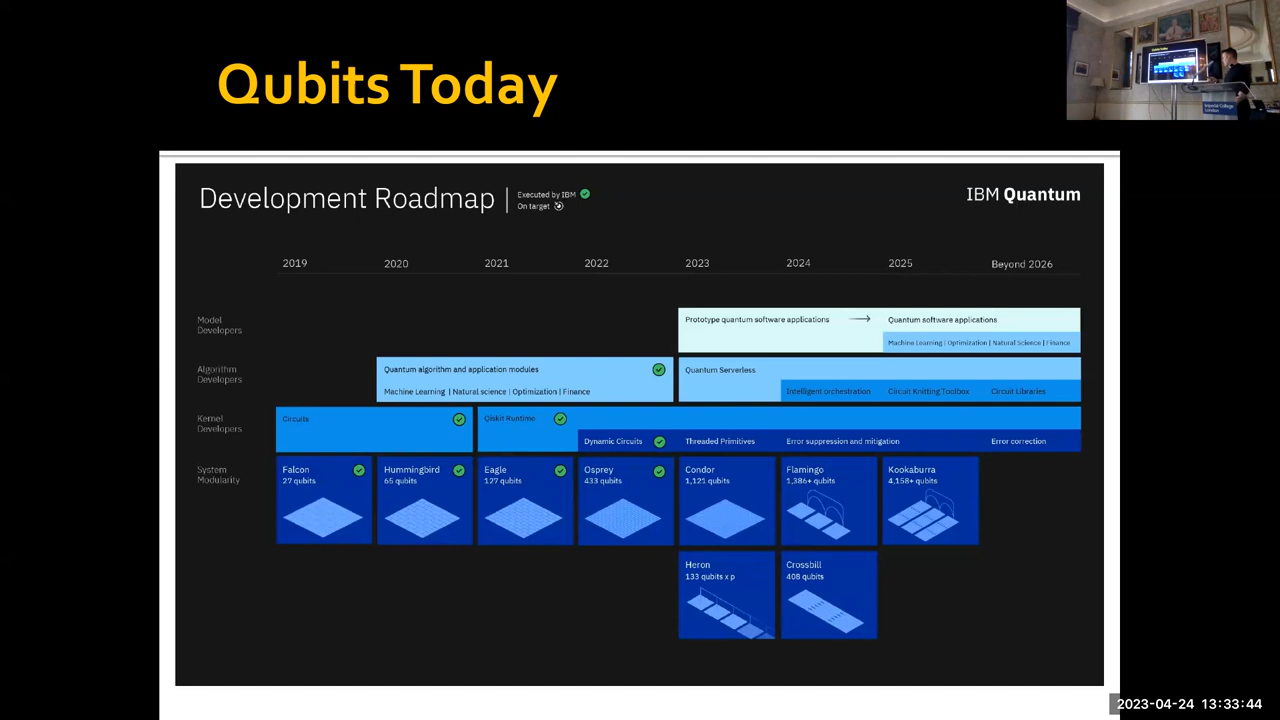 Qubits Today
Development Roadmap
Executed by IBM
On target
IBM Quantum
2019
2020
2021
2022
2023
2024
2025
Beyond 2026
Model
Developers
Prototype quantum software applications
Quantum software applications
Machine Learning | Optimization | Natural Science | Finance
Algorithm
Developers
Quantum algorithm and application modules
Machine Learning | Natural science | Optimization | Finance
Quantum Serverless
Intelligent orchestration
Circuit Knitting Toolbox
Circuit Libraries
Kernel
Developers
Circuits
Qiskit Runtime
Dynamic Circuits
Threaded Primitives
Error suppression and mitigation
Error correction
System
Modularity
Falcon
27 qubits
Hummingbird
65 qubits
Eagle
127 qubits
Osprey
433 qubits
Condor
1,121 qubits
Flamingo
1,386+ qubits
Kookaburra
4,158+ qubits
Heron
133 qubits x p
Crossbill
408 qubits
Imperial College
London
2023-04-24 13:33:44